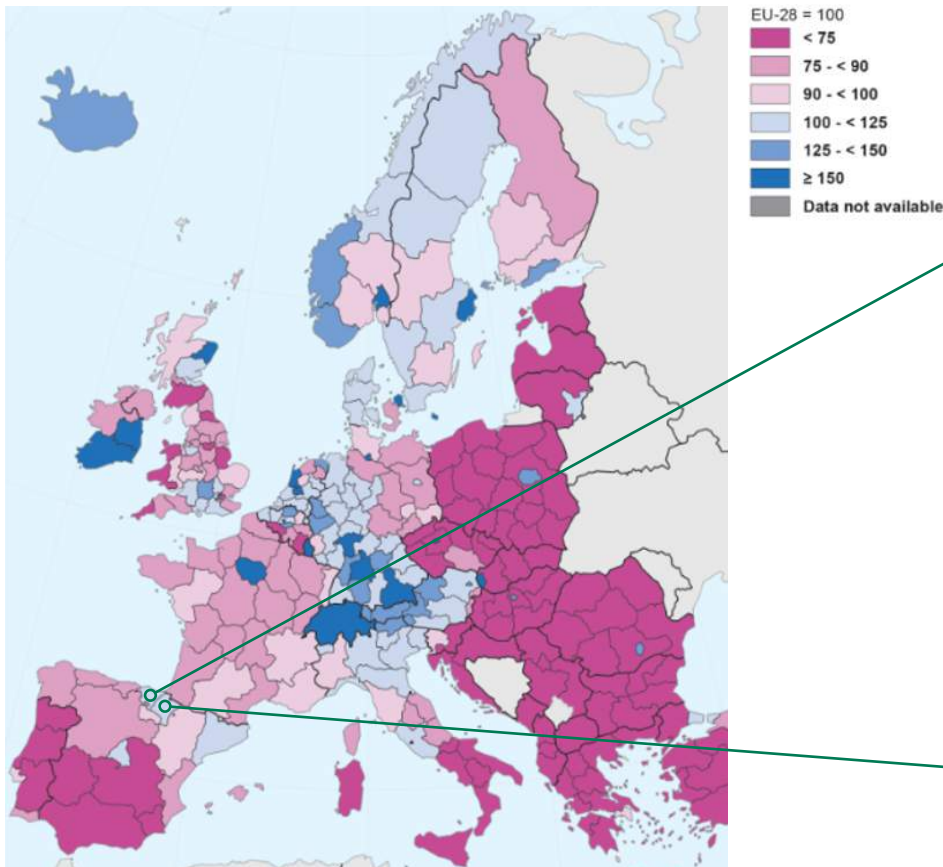 EU-28 = 100
< 75
75 - < 90
90 - < 100
100 - < 125
125 - < 150
≥ 150
Data not available